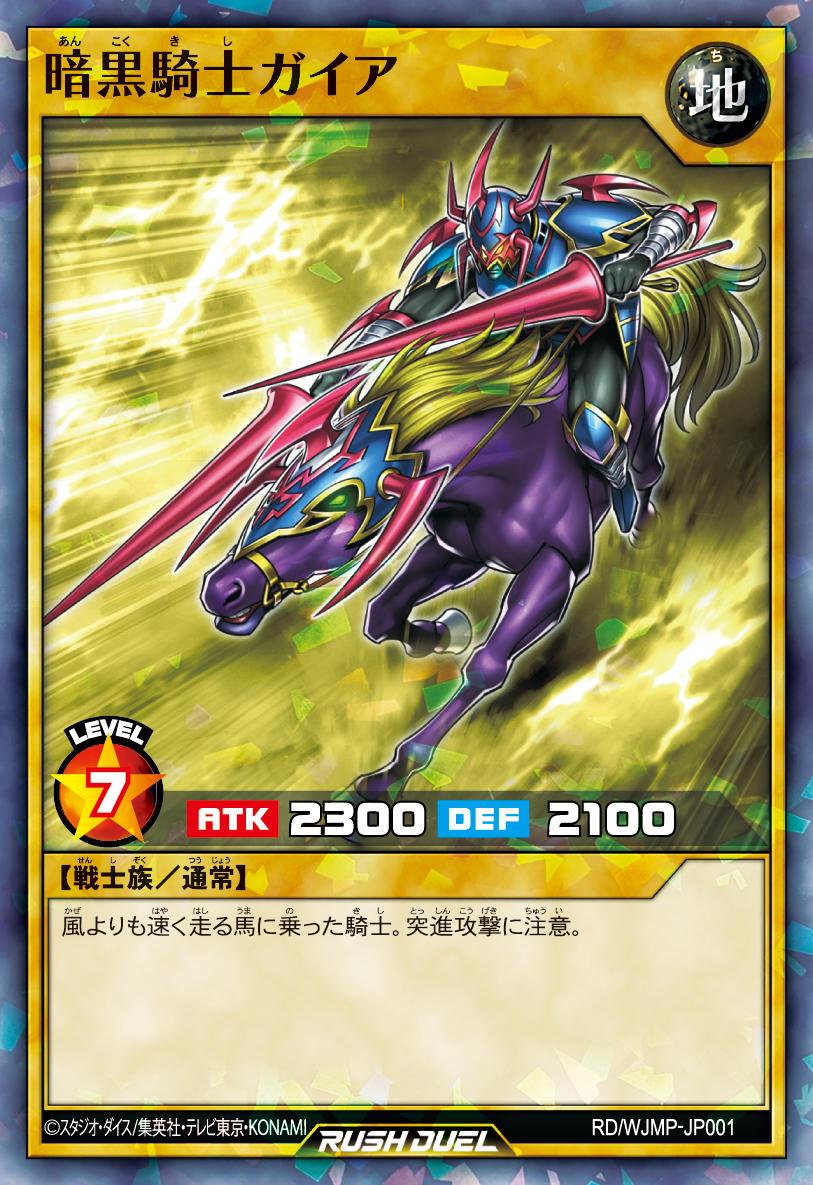 あん こく き し
暗黒騎士ガイア
ち
地
LEVEL
7
ATK 2300 DEF 2100
せん し ぞく つう じょう
【戦士族／通常】
かぜ はや はし うま の き し とっ しん こう げき ちゅう い
風よりも速く走る馬に乗った騎士。突進攻撃に注意。
©スタジオ・ダイス/集英社・テレビ東京・KONAMI
RUSH DUEL
RD/WJMP-JP001